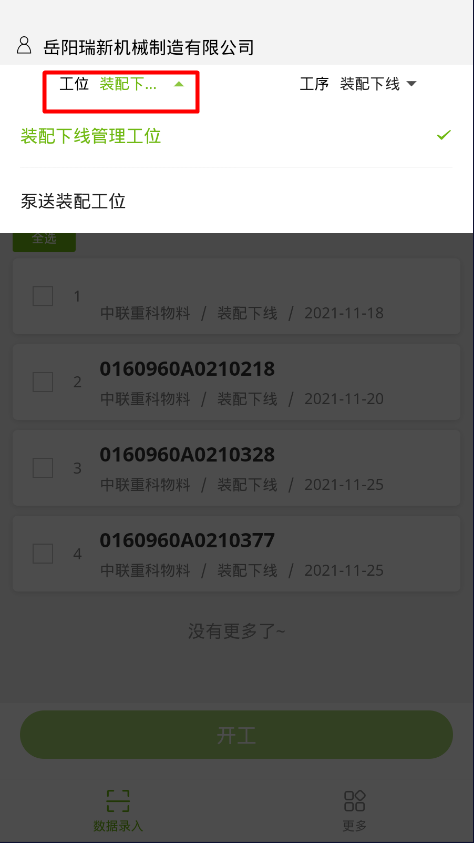 岳阳瑞新机械制造有限公司
工位 装配下... 工序 装配下线
装配下线管理工位
泵送装配工位
全选
1
中联重科物料 / 装配下线 / 2021-11-18
0160960A0210218
2
中联重科物料 / 装配下线 / 2021-11-20
0160960A0210328
3
中联重科物料 / 装配下线 / 2021-11-25
0160960A0210377
4
中联重科物料 / 装配下线 / 2021-11-25
没有更多了~
开工
数据录入 更多